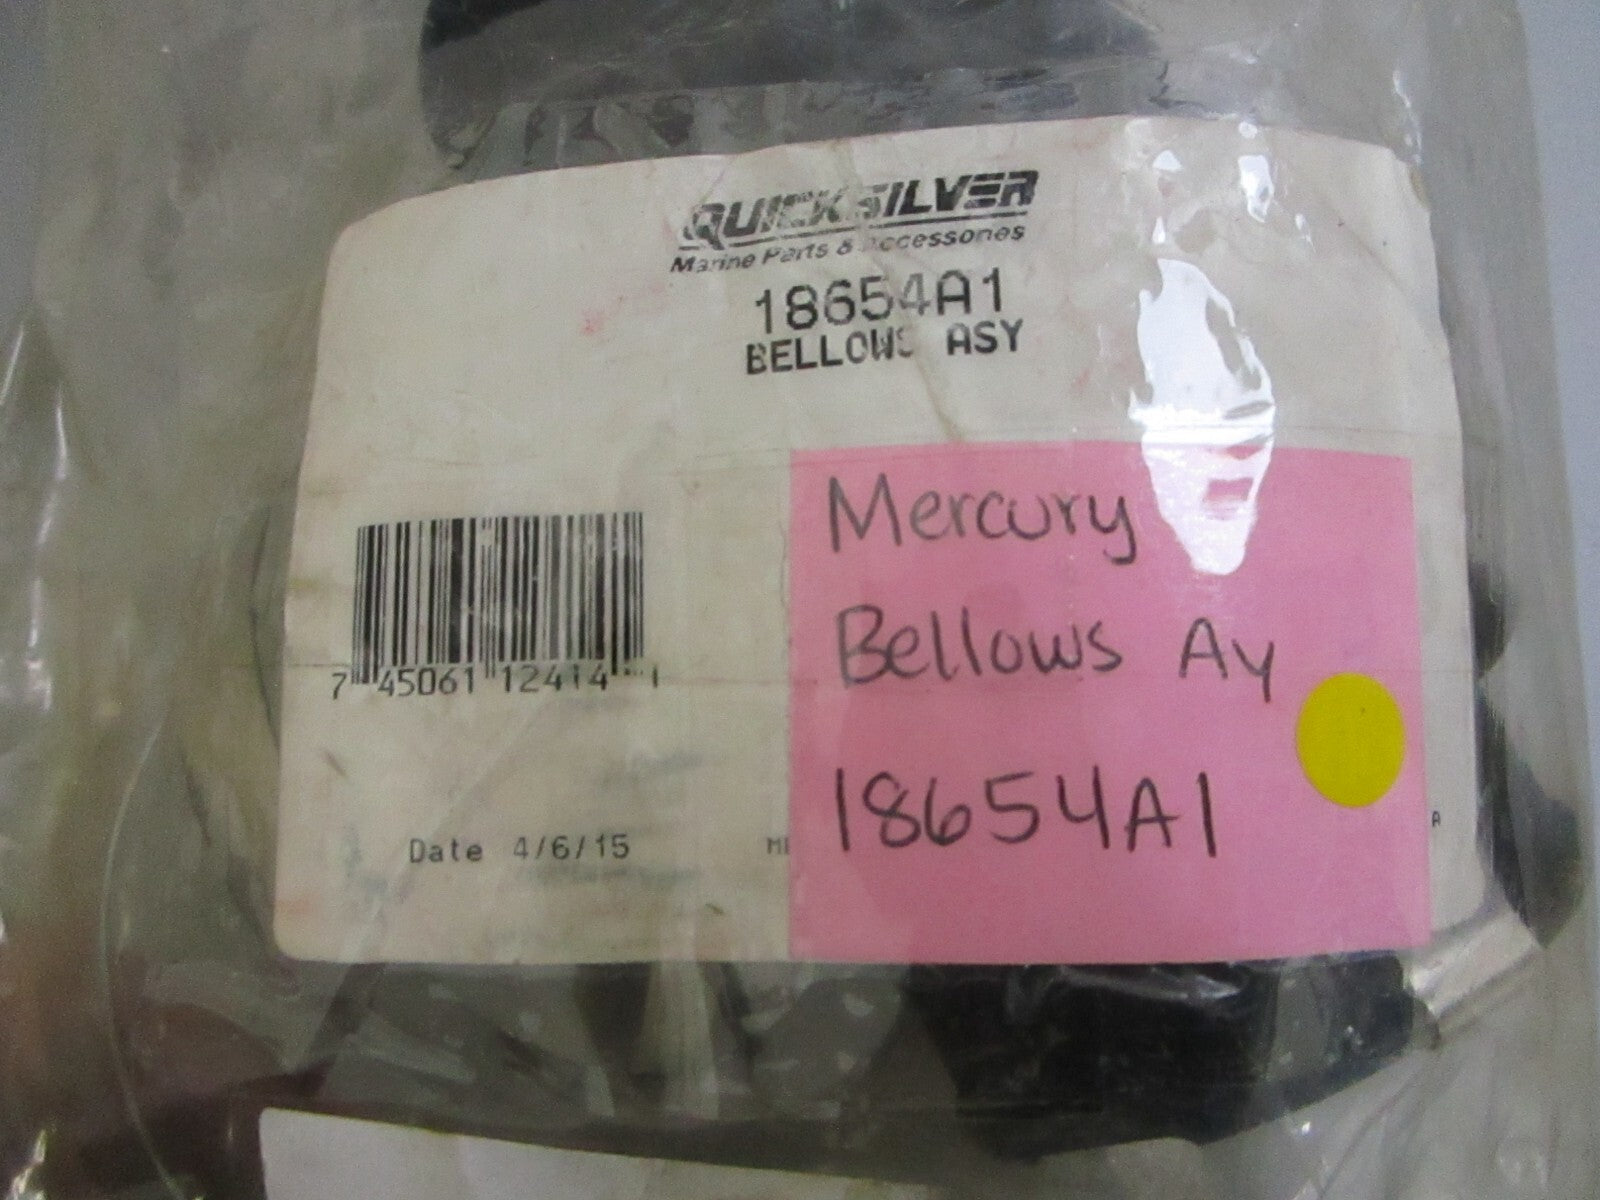 QUICKSILVER
Marine Parts & Accessories
18654A1
BELLOWS ASY
7 45061 12414 1
Date 4/6/15
Mercury
Bellows Ay
18654A1
A